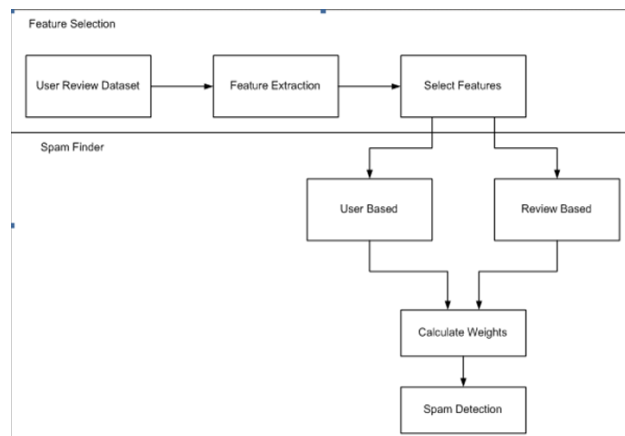 Feature Selection
User Review Dataset
Feature Extraction
Select Features
Spam Finder
User Based
Review Based
Calculate Weights
Spam Detection